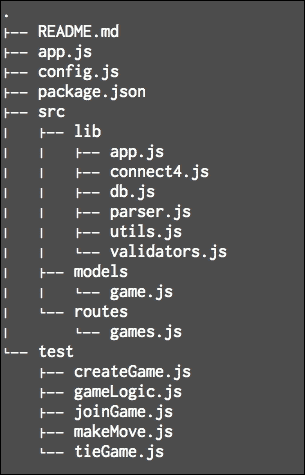 .
├── README.md
├── app.js
├── config.js
├── package.json
├── src
|   ├── lib
|   |   ├── app.js
|   |   ├── connect4.js
|   |   ├── db.js
|   |   ├── parser.js
|   |   ├── utils.js
|   |   └── validators.js
|   ├── models
|   |   └── game.js
|   └── routes
|       └── games.js
└── test
    ├── createGame.js
    ├── gameLogic.js
    ├── joinGame.js
    ├── makeMove.js
    └── tieGame.js